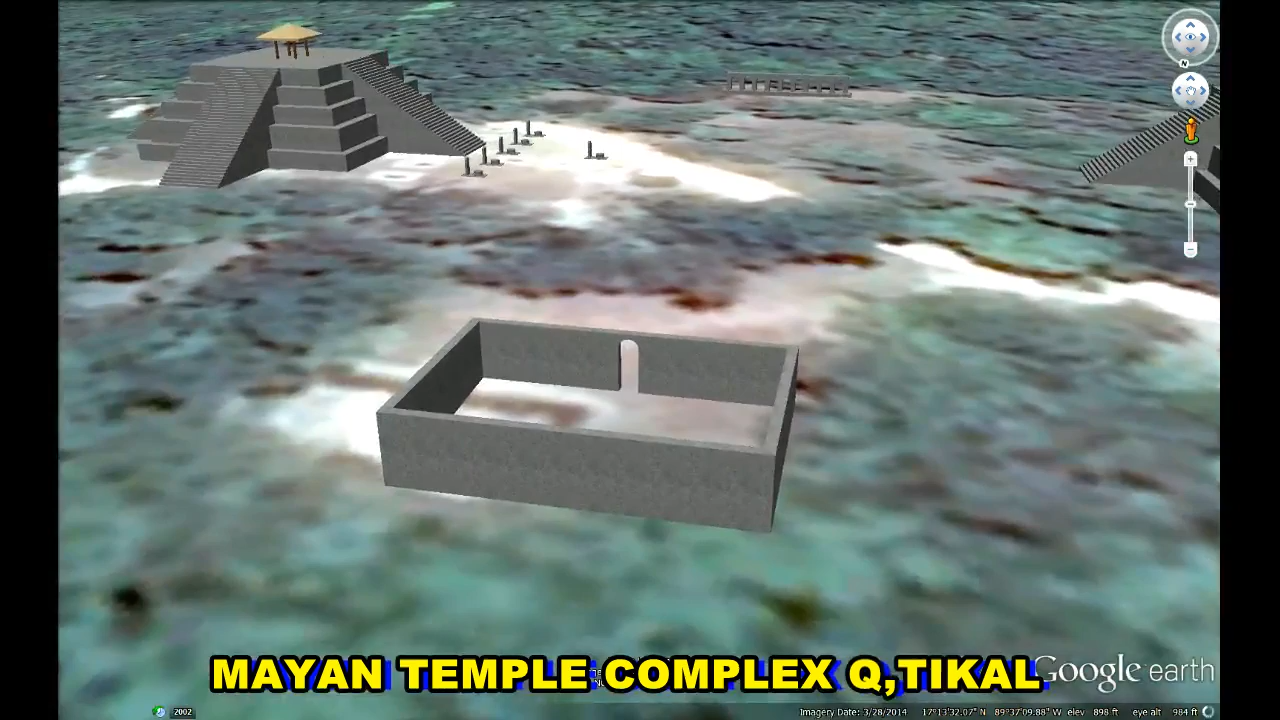 N
MAYAN TEMPLE COMPLEX Q,TIKAL
Google earth
2002
Imagery Date: 3/28/2014 17°13'32.07" N 89°37'09.88" W elev 898 ft eye alt 984 ft